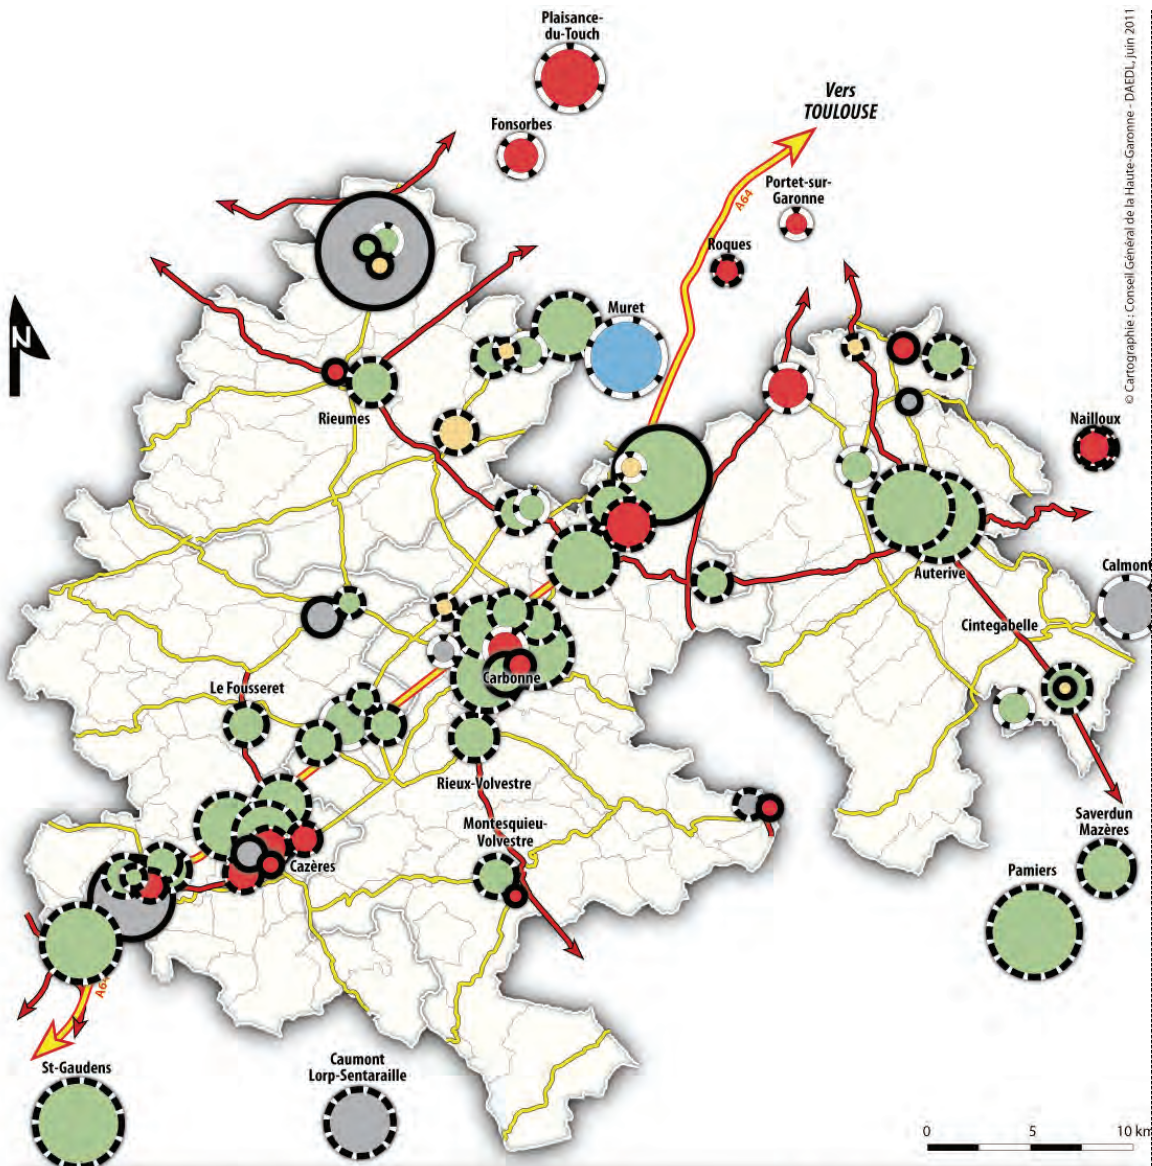 Plaisance-
du-Touch
© Cartographie : Conseil Général de la Haute-Garonne - DAEDL, juin 2011
Vers
TOULOUSE
Fonsorbes
Portet-sur-
Garonne
A64
Roques
Muret
N
Rieumes
Nailloux
Auterive
Calmont
Cintegabelle
Carbonne
Le Fousseret
Rieux-Volvestre
Montesquieu-
Volvestre
Saverdun
Mazères
Cazères
Pamiers
A64
St-Gaudens
Caumont
Lorp-Sentaraille
0 5 10 km